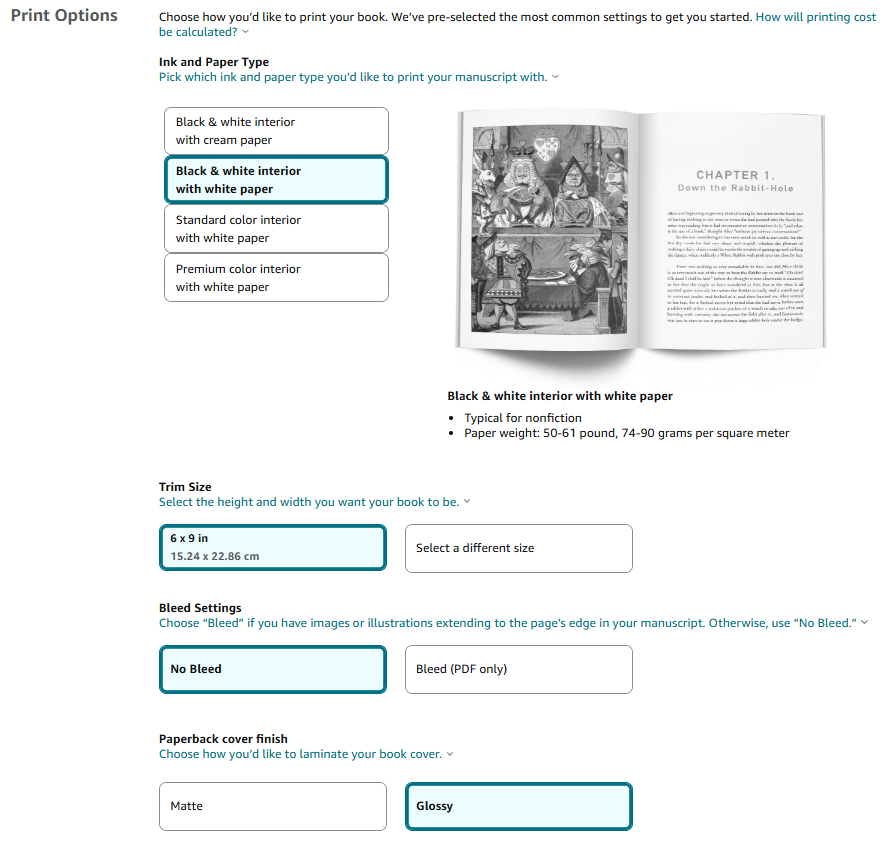 Print Options
Choose how you'd like to print your book. We've pre-selected the most common settings to get you started. How will printing cost
be calculated?
Ink and Paper Type
Pick which ink and paper type you'd like to print your manuscript with.
Black & white interior
with cream paper
Black & white interior
with white paper
Standard color interior
with white paper
Premium color interior
with white paper
CHAPTER 1.
Down the Rabbit-Hole
Black & white interior with white paper
• Typical for nonfiction
• Paper weight: 50-61 pound, 74-90 grams per square meter
Trim Size
Select the height and width you want your book to be.
6 x 9 in
15.24 x 22.86 cm
Select a different size
Bleed Settings
Choose “Bleed” if you have images or illustrations extending to the page's edge in your manuscript. Otherwise, use “No Bleed.”
No Bleed
Bleed (PDF only)
Paperback cover finish
Choose how you'd like to laminate your book cover.
Matte
Glossy